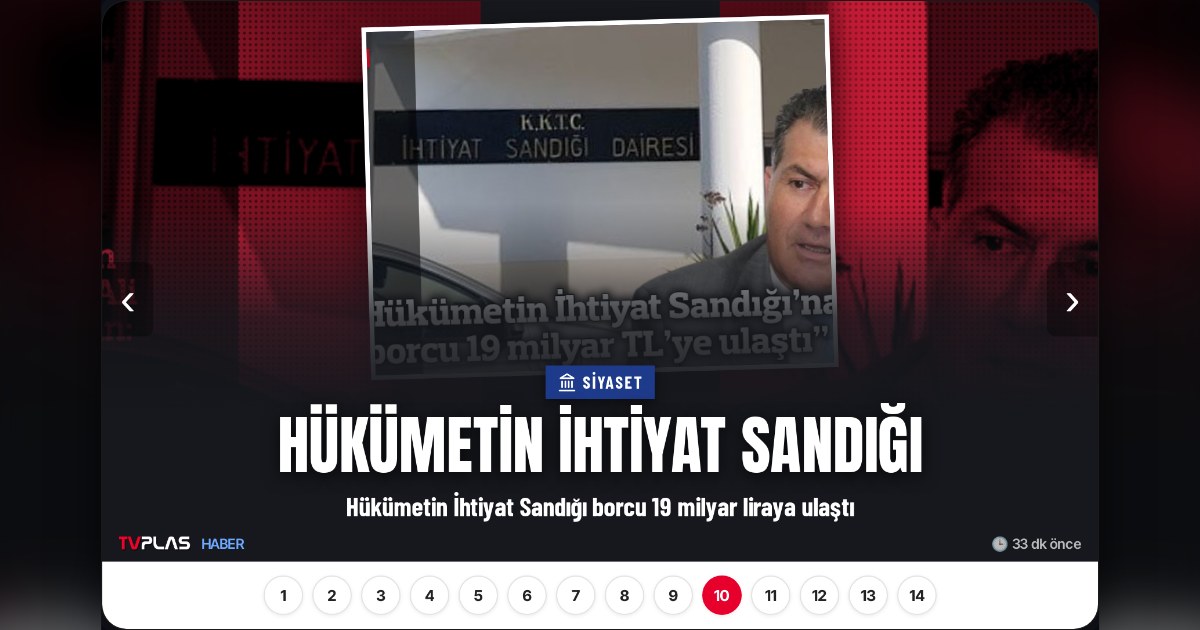 K.K.T.C.
İHTİYAT SANDIĞI DAİRESİ
İHTİYAT
Hükümetin İhtiyat Sandığı'na
borcu 19 milyar TL'ye ulaştı”
SİYASET
HÜKÜMETİN İHTİYAT SANDIĞI
Hükümetin İhtiyat Sandığı borcu 19 milyar liraya ulaştı
TVPLAS HABER
33 dk önce
1 2 3 4 5 6 7 8 9 10 11 12 13 14